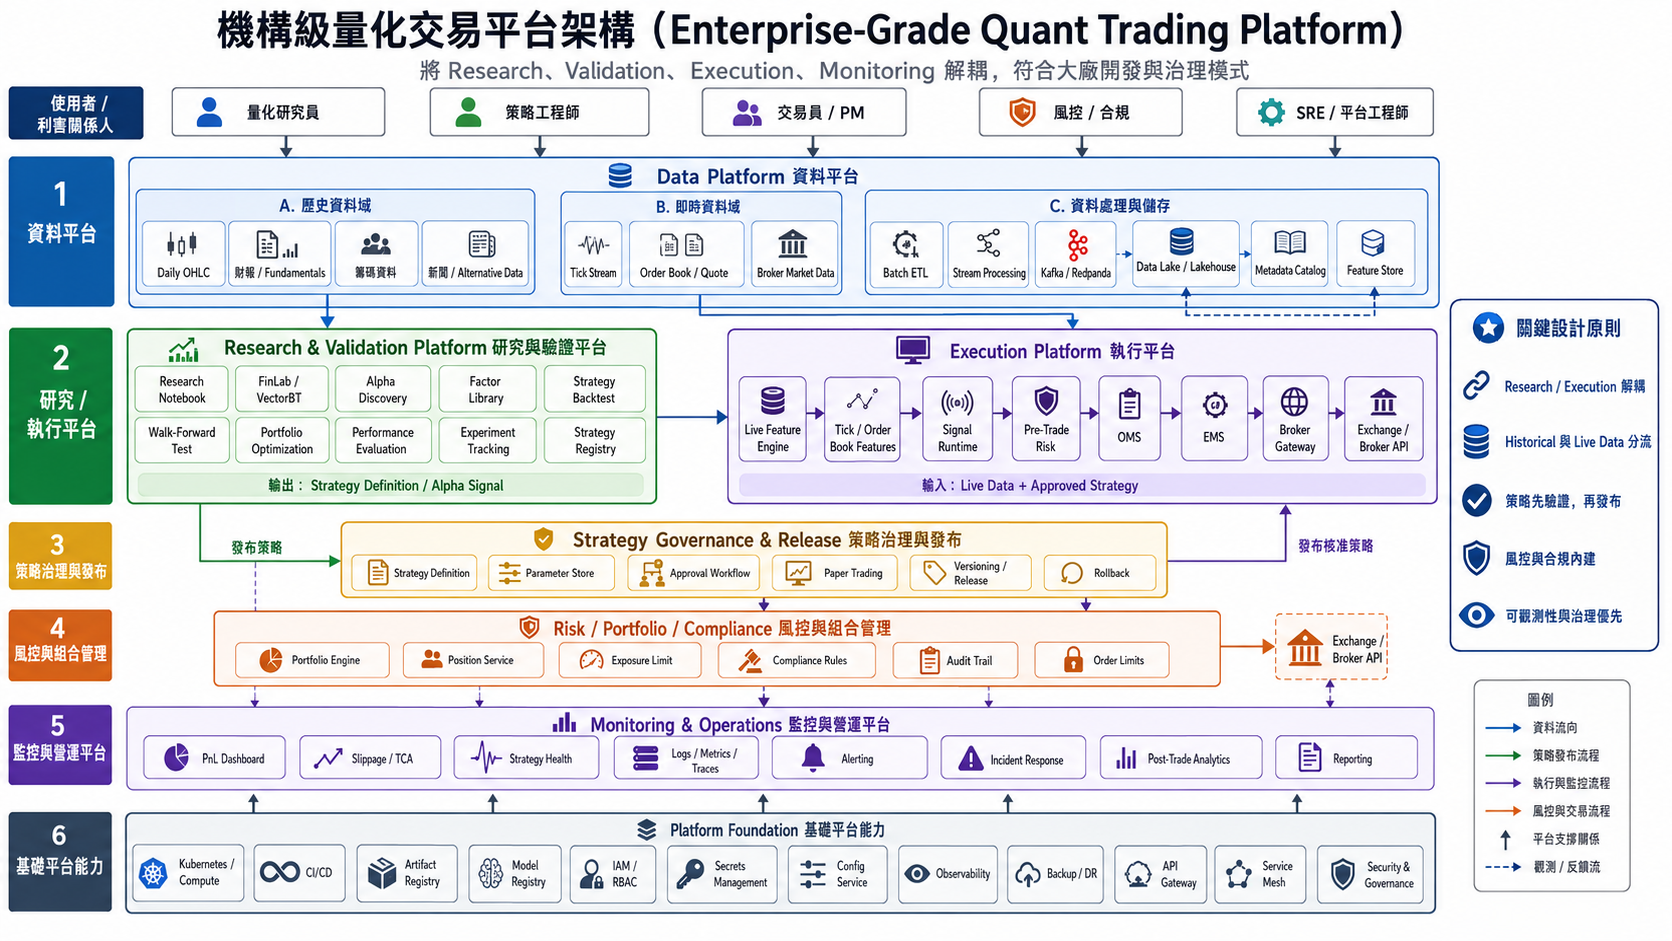 機構級量化交易平台架構（Enterprise-Grade Quant Trading Platform）
將 Research、Validation、Execution、Monitoring 解耦，符合大廠開發與治理模式
使用者 /
利害關係人
量化研究員
策略工程師
交易員 / PM
風控 / 合規
SRE / 平台工程師
1
資料平台
Data Platform 資料平台
A. 歷史資料域
Daily OHLC
財報 / Fundamentals
籌碼資料
新聞 / Alternative Data
B. 即時資料域
Tick Stream
Order Book / Quote
Broker Market Data
C. 資料處理與儲存
Batch ETL
Stream Processing
Kafka / Redpanda
Data Lake / Lakehouse
Metadata Catalog
Feature Store
2
研究 /
執行平台
Research & Validation Platform 研究與驗證平台
Research
Notebook
FinLab /
VectorBT
Alpha
Discovery
Factor
Library
Strategy
Backtest
Walk-Forward
Test
Portfolio
Optimization
Performance
Evaluation
Experiment
Tracking
Strategy
Registry
輸出： Strategy Definition / Alpha Signal
Execution Platform 執行平台
Live Feature
Engine
Tick / Order
Book Features
Signal
Runtime
Pre-Trade
Risk
OMS
EMS
Broker
Gateway
Exchange /
Broker API
輸入：Live Data + Approved Strategy
3
策略治理與發布
發布策略
Strategy Governance & Release 策略治理與發布
Strategy Definition
Parameter Store
Approval Workflow
Paper Trading
Versioning /
Release
Rollback
發布核准策略
4
風控與組合管理
Risk / Portfolio / Compliance 風控與組合管理
Portfolio Engine
Position Service
Exposure Limit
Compliance Rules
Audit Trail
Order Limits
Exchange /
Broker API
5
監控與營運平台
Monitoring & Operations 監控與營運平台
PnL Dashboard
Slippage / TCA
Strategy Health
Logs / Metrics /
Traces
Alerting
Incident Response
Post-Trade Analytics
Reporting
6
基礎平台能力
Platform Foundation 基礎平台能力
Kubernetes /
Compute
CI/CD
Artifact
Registry
Model
Registry
IAM /
RBAC
Secrets
Management
Config
Service
Observability
Backup / DR
API
Gateway
Service
Mesh
Security &
Governance
關鍵設計原則
Research / Execution 解耦
Historical 與 Live Data 分流
策略先驗證，再發布
風控與合規內建
可觀測性與治理優先
圖例
資料流向
策略發布流程
執行與監控流程
風控與交易流程
平台支撐關係
觀測 / 反饋流